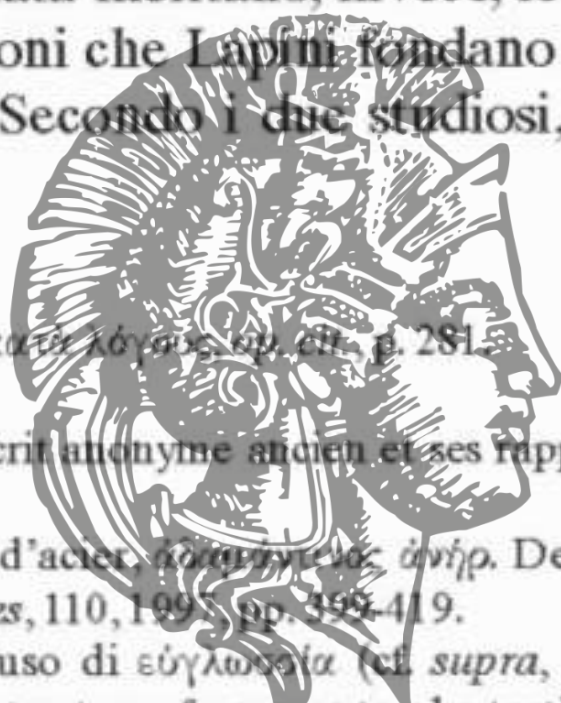 oni che Lapini fondano
Secondo i due studiosi,
κατὰ λόγους, op. cit., p. 281.
crit anonyme ancien et ses rapp
d'acier, ἀδαμάντινος ἀνήρ. De
es, 110, 1997, pp. 399-419.
uso di εὐγλωσσία (cf. supra,